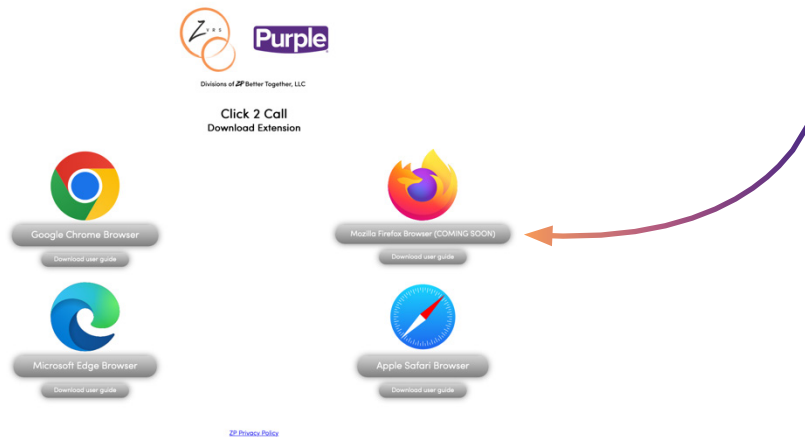 Z VRS
Purple
Divisions of ZP Better Together, LLC
Click 2 Call
Download Extension
Google Chrome Browser
Download user guide
Mozilla Firefox Browser (COMING SOON)
Download user guide
Microsoft Edge Browser
Download user guide
Apple Safari Browser
Download user guide
ZP Privacy Policy